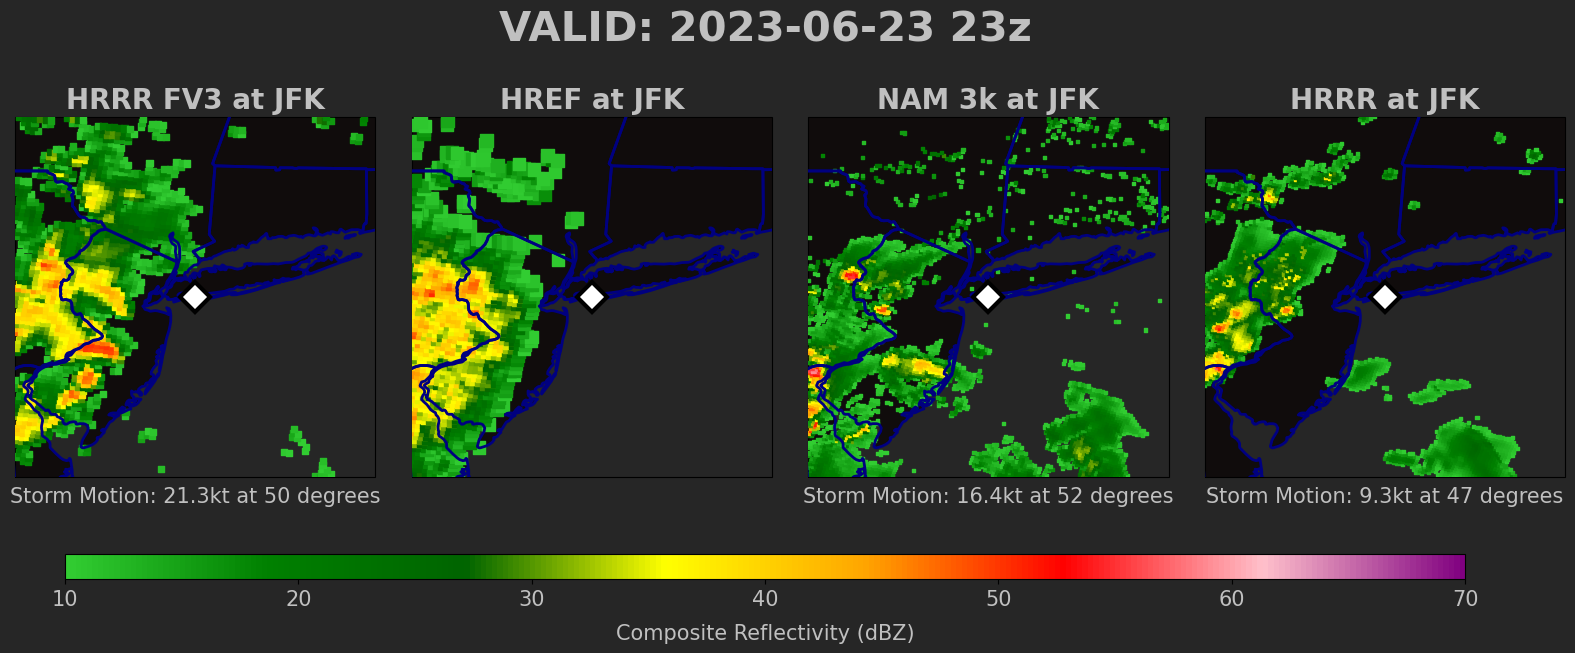 VALID: 2023-06-23 23z
HRRR FV3 at JFK
HREF at JFK
NAM 3k at JFK
HRRR at JFK
Storm Motion: 21.3kt at 50 degrees
Storm Motion: 16.4kt at 52 degrees
Storm Motion: 9.3kt at 47 degrees
10 20 30 40 50 60 70
Composite Reflectivity (dBZ)